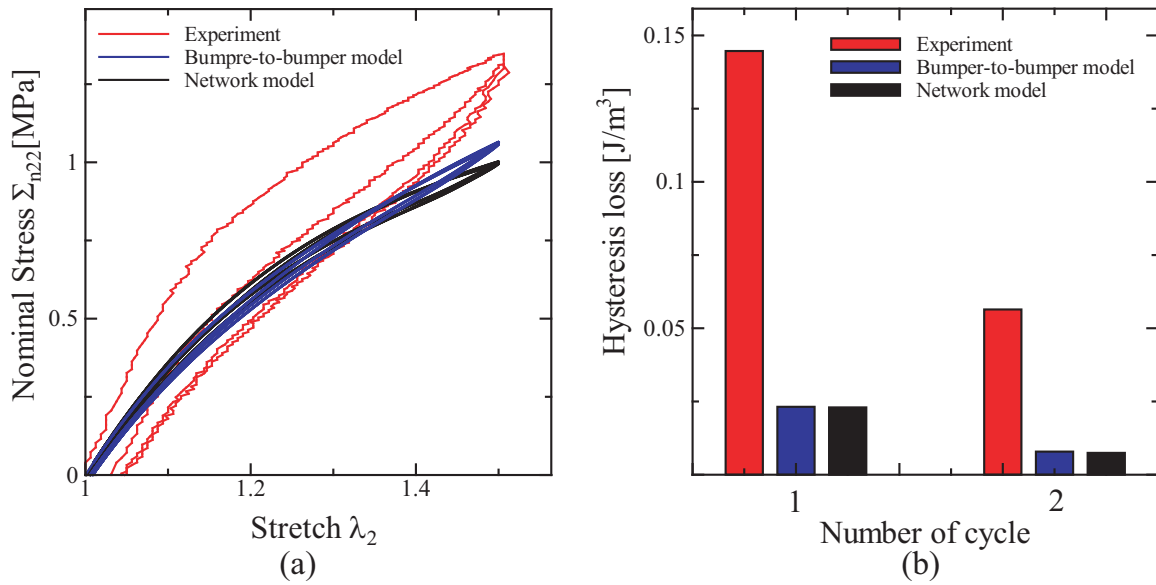 Experiment
Bumpre-to-bumper model
Network model
Nominal Stress Σn22[MPa]
1
0.5
0
1
1.2
1.4
Stretch λ2
(a)
Experiment
Bumper-to-bumper model
Network model
Hysteresis loss [J/m³]
0.15
0.1
0.05
0
1
2
Number of cycle
(b)